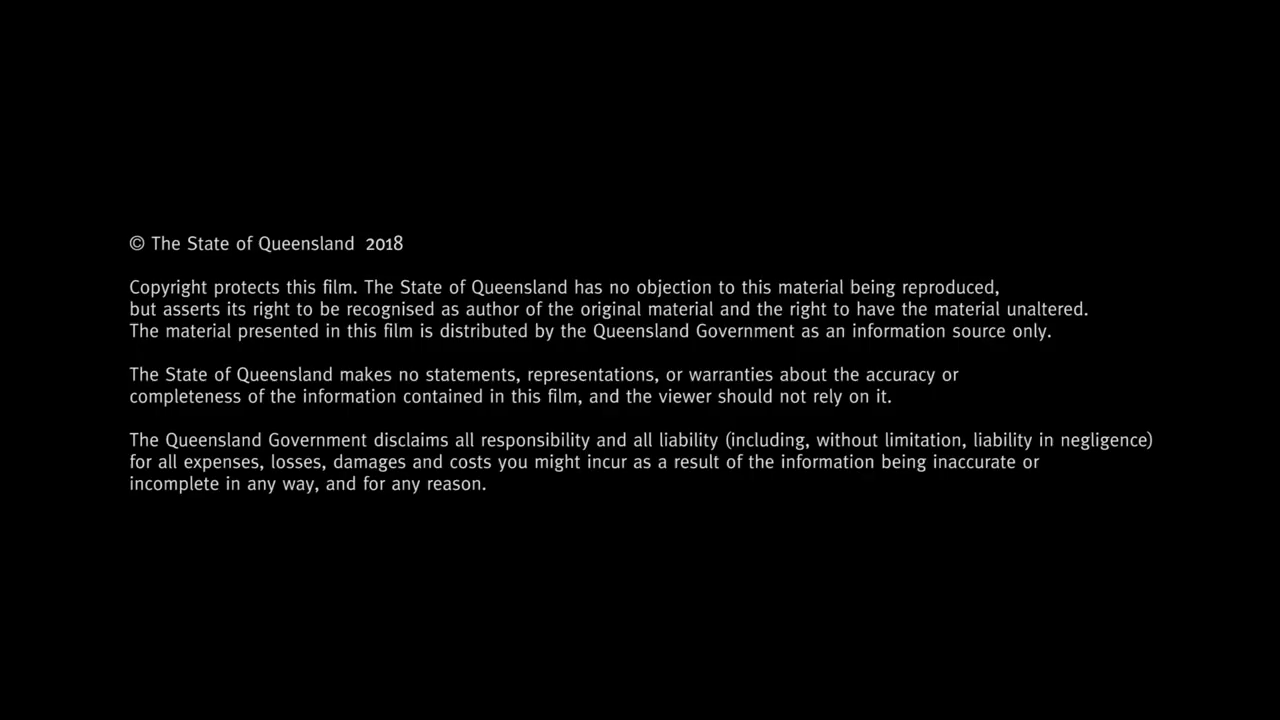 © The State of Queensland 2018
Copyright protects this film. The State of Queensland has no objection to this material being reproduced,
but asserts its right to be recognised as author of the original material and the right to have the material unaltered.
The material presented in this film is distributed by the Queensland Government as an information source only.
The State of Queensland makes no statements, representations, or warranties about the accuracy or
completeness of the information contained in this film, and the viewer should not rely on it.
The Queensland Government disclaims all responsibility and all liability (including, without limitation, liability in negligence)
for all expenses, losses, damages and costs you might incur as a result of the information being inaccurate or
incomplete in any way, and for any reason.